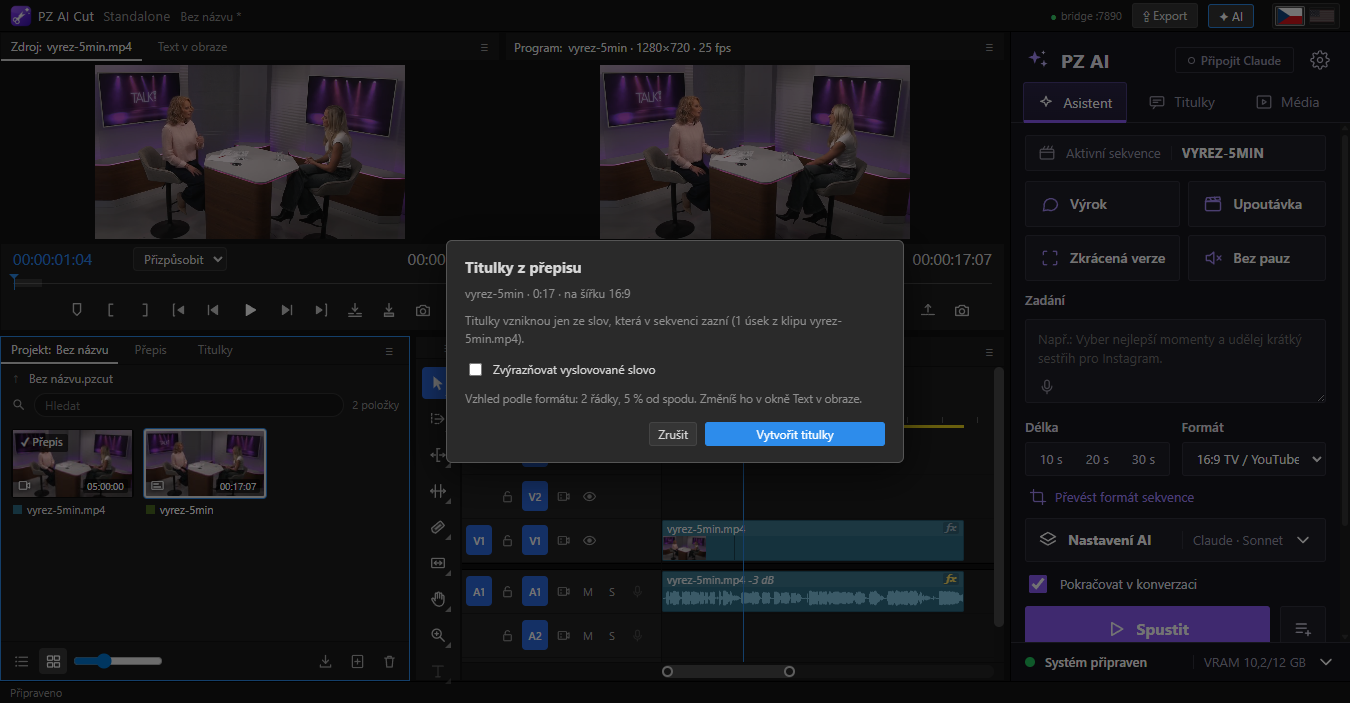 PZ AI Cut Standalone Bez názvu *
bridge :7890
Export
AI
Zdroj: vyrez-5min.mp4
Text v obraze
Program: vyrez-5min · 1280×720 · 25 fps
TALK!
TALK!
00:00:01:04
Přizpůsobit
00:00
00:00:17:07
Projekt: Bez názvu
Přepis
Titulky
Bez názvu.pzcut
Hledat
2 položky
✓ Přepis
05:00:00
00:17:07
vyrez-5min.mp4
vyrez-5min
Titulky z přepisu
vyrez-5min · 0:17 · na šířku 16:9
Titulky vzniknou jen ze slov, která v sekvenci zazní (1 úsek z klipu vyrez-
5min.mp4).
Zvýrazňovat vyslovované slovo
Vzhled podle formátu: 2 řádky, 5 % od spodu. Změníš ho v okně Text v obraze.
Zrušit
Vytvořit titulky
V2
V1
V1
vyrez-5min.mp4
fx
A1
A1
M
S
vyrez-5min.mp4 -3 dB
fx
A2
M
S
PZ AI
Připojit Claude
Asistent
Titulky
Média
Aktivní sekvence
VYREZ-5MIN
Výrok
Upoutávka
Zkrácená verze
Bez pauz
Zadání
Např.: Vyber nejlepší momenty a udělej krátký
sestřih pro Instagram.
Délka
Formát
10 s
20 s
30 s
16:9 TV / YouTube
Převést formát sekvence
Nastavení AI
Claude · Sonnet
Pokračovat v konverzaci
Spustit
Systém připraven
VRAM 10,2/12 GB
Připraveno